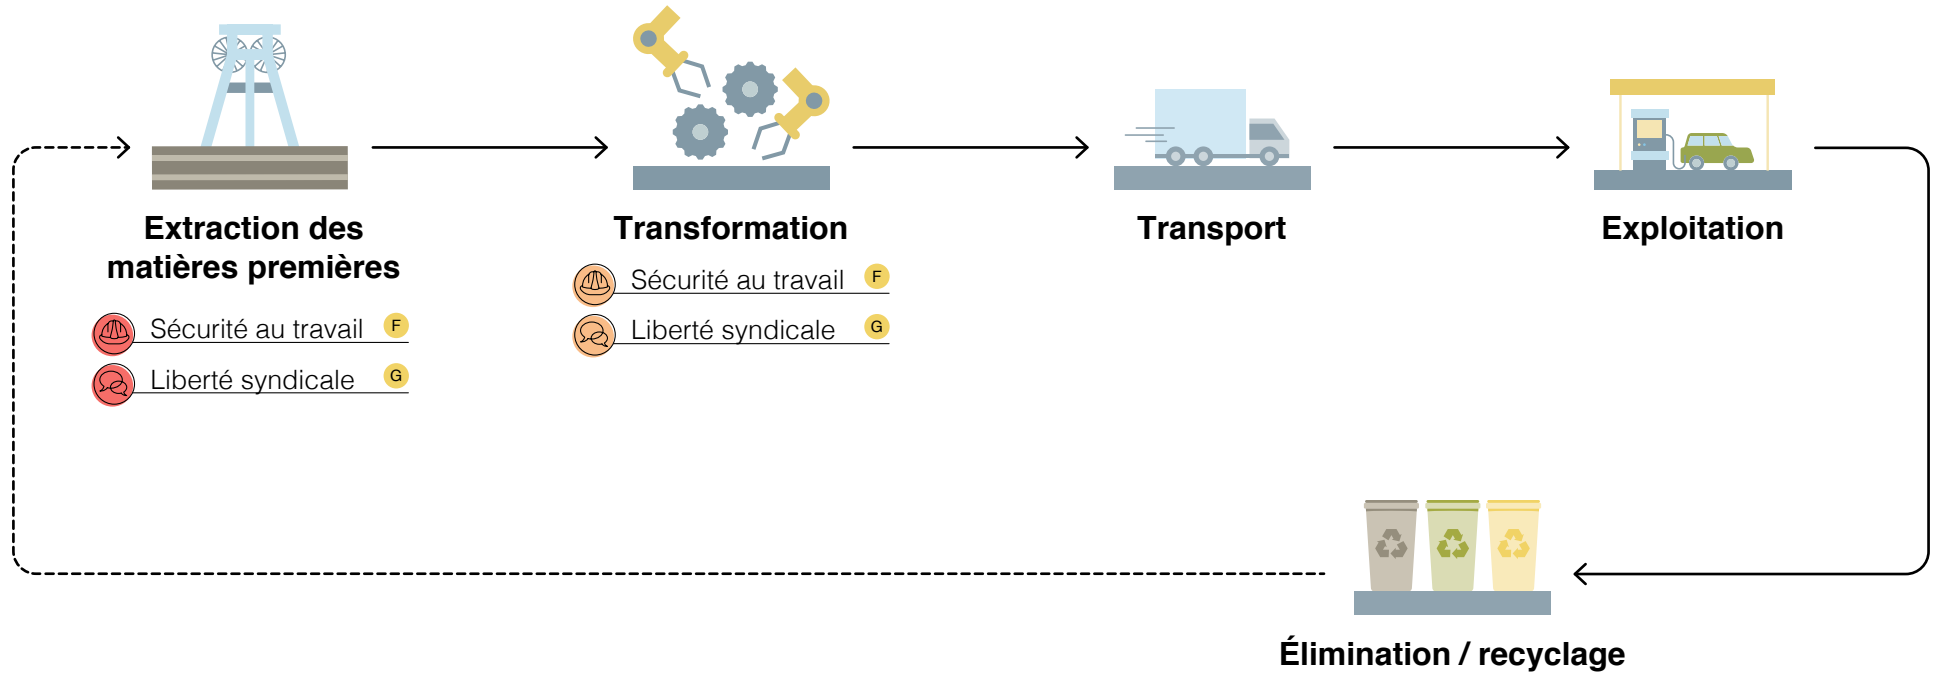 Extraction des
matières premières
Sécurité au travail F
Liberté syndicale G
Transformation
Sécurité au travail F
Liberté syndicale G
Transport
Exploitation
Élimination / recyclage